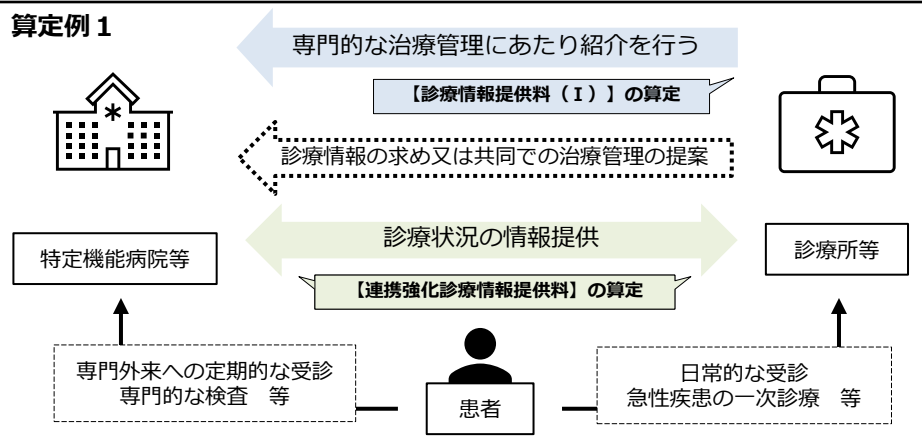 算定例１
専門的な治療管理にあたり紹介を行う
【診療情報提供料（Ⅰ）】の算定
診療情報の求め又は共同での治療管理の提案
診療状況の情報提供
特定機能病院等
診療所等
【連携強化診療情報提供料】の算定
専門外来への定期的な受診
専門的な検査　等
患者
日常的な受診
急性疾患の一次診療　等